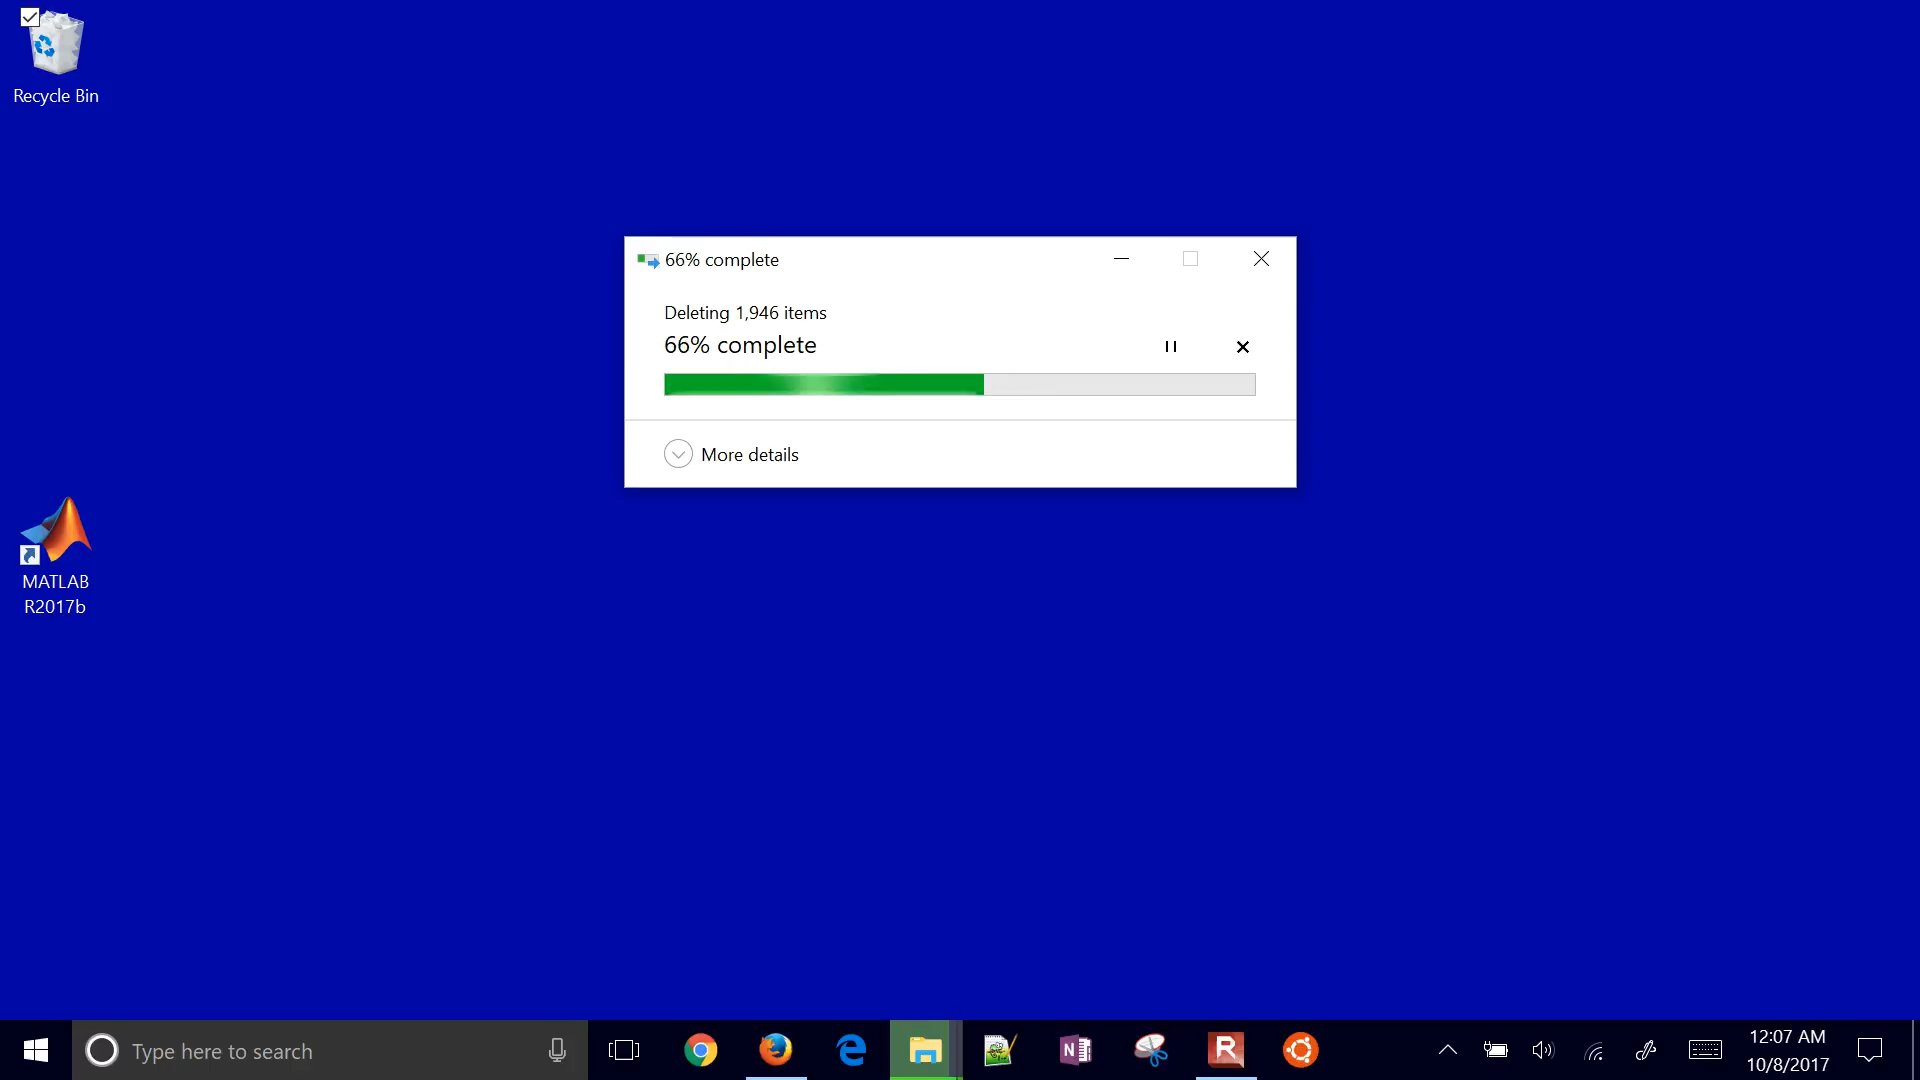 Recycle Bin
66% complete
Deleting 1,946 items
66% complete
More details
MATLAB
R2017b
Type here to search
N
R
12:07 AM
10/8/2017